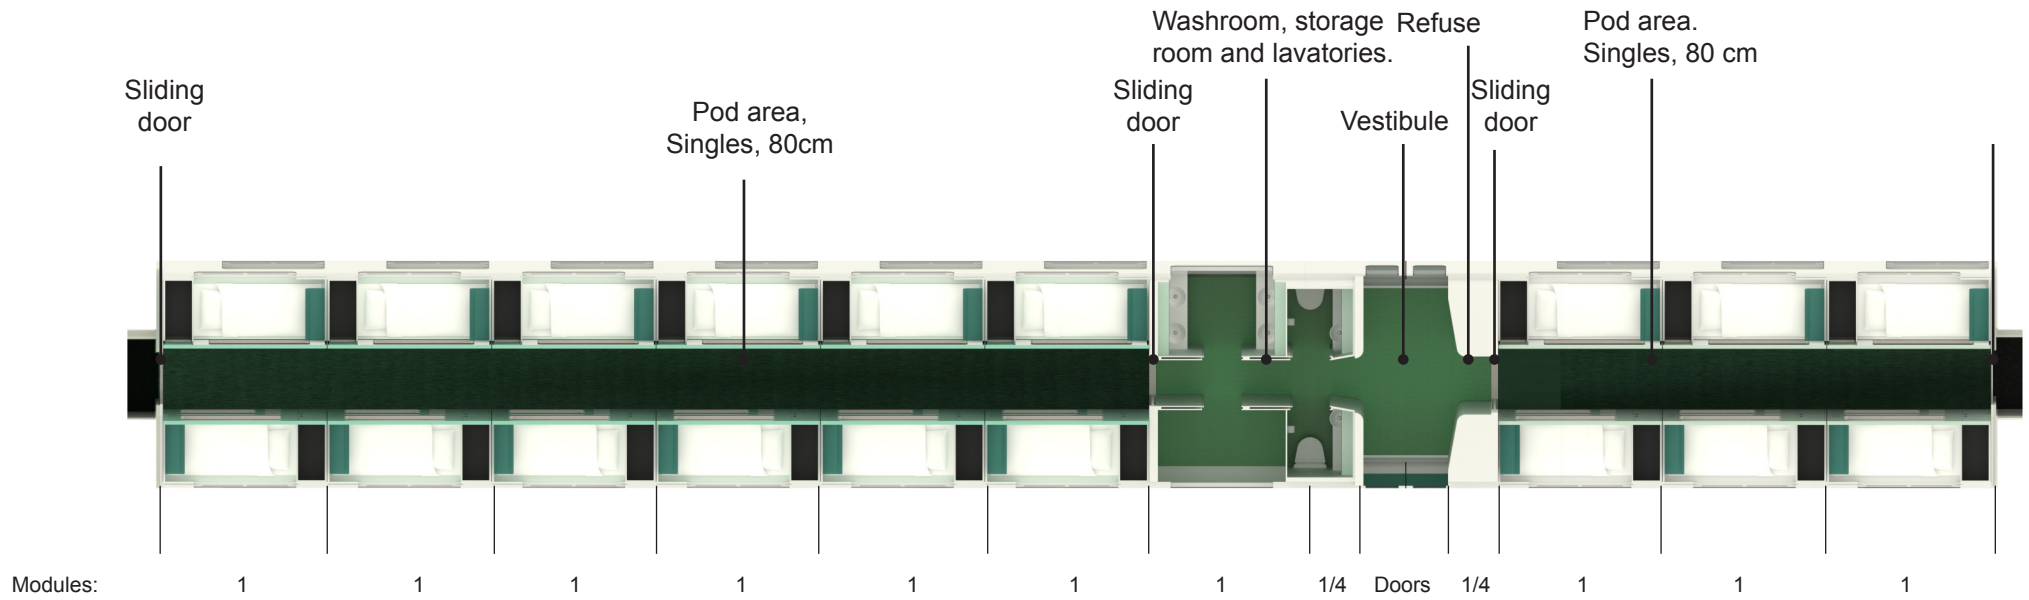 Washroom, storage
room and lavatories.
Refuse
Pod area.
Singles, 80 cm
Sliding
door
Pod area,
Singles, 80cm
Sliding
door
Vestibule
Sliding
door
Modules: 1 1 1 1 1 1 1 1/4 Doors 1/4 1 1 1